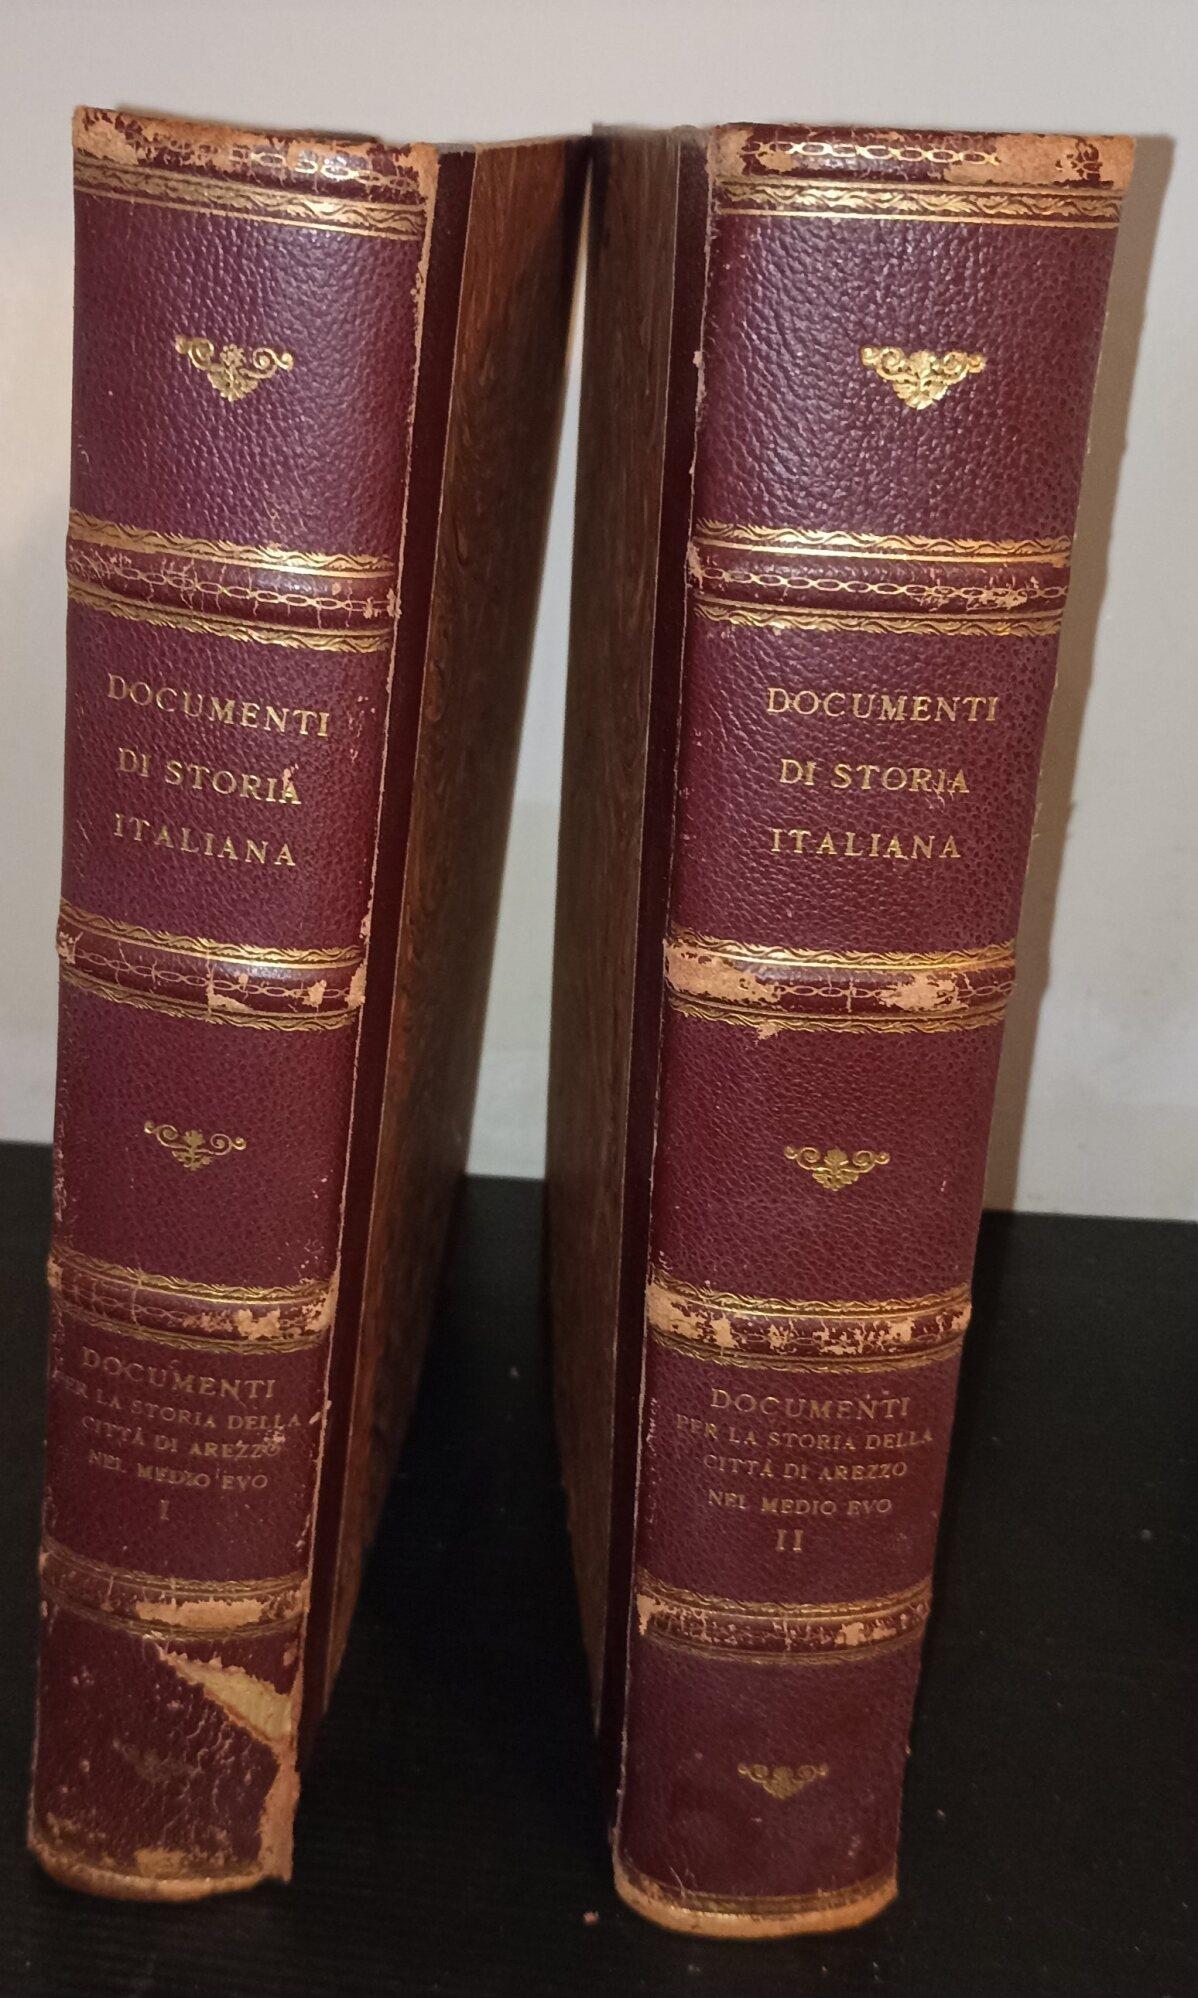 DOCUMENTI
DI STORIA
ITALIANA
DOCUMENTI
PER LA STORIA DELLA
CITTÀ DI AREZZO
NEL MEDIO EVO
I
DOCUMENTI
DI STORIA
ITALIANA
DOCUMENTI
PER LA STORIA DELLA
CITTÀ DI AREZZO
NEL MEDIO EVO
II